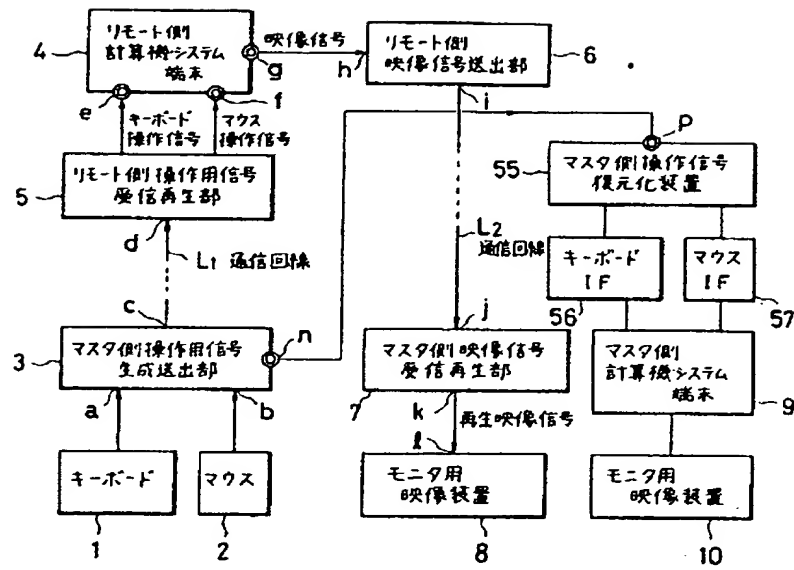 4
リモート側
計算機システム
端末
g
映像信号
h
リモート側
映像信号送出部
6
e
f
i
キーボード
操作信号
マウス
操作信号
P
5
リモート側操作用信号
受信再生部
55
マスタ側操作信号
復元化装置
d
L1 通信回線
L2
通信回線
キーボード
IF
マウス
IF
c
56
57
j
3
マスタ側操作用信号
生成送出部
n
マスタ側映像信号
受信再生部
マスタ側
計算機システム
端末
a
b
7
k
再生映像信号
9
l
キーボード
マウス
モニタ用
映像装置
モニタ用
映像装置
1
2
8
10